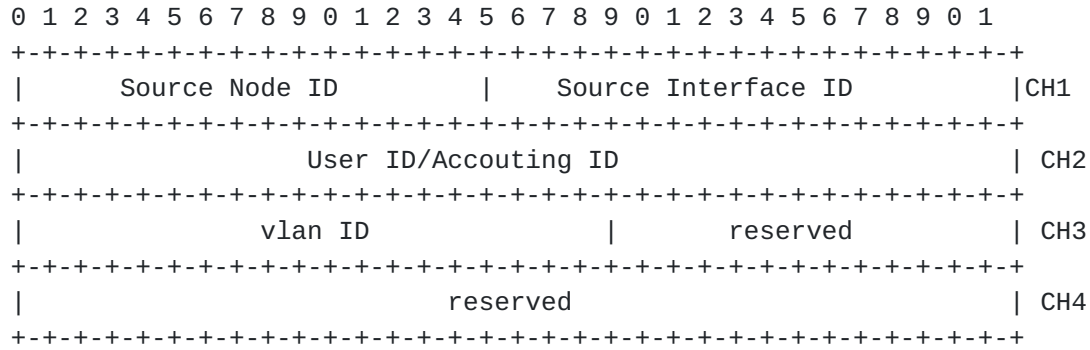 0 1 2 3 4 5 6 7 8 9 0 1 2 3 4 5 6 7 8 9 0 1 2 3 4 5 6 7 8 9 0 1
+-+-+-+-+-+-+-+-+-+-+-+-+-+-+-+-+-+-+-+-+-+-+-+-+-+-+-+-+-+-+-+-+
|      Source Node ID         |    Source Interface ID          |CH1
+-+-+-+-+-+-+-+-+-+-+-+-+-+-+-+-+-+-+-+-+-+-+-+-+-+-+-+-+-+-+-+-+
|                  User ID/Accouting ID                         | CH2
+-+-+-+-+-+-+-+-+-+-+-+-+-+-+-+-+-+-+-+-+-+-+-+-+-+-+-+-+-+-+-+-+
|               vlan ID               |       reserved          | CH3
+-+-+-+-+-+-+-+-+-+-+-+-+-+-+-+-+-+-+-+-+-+-+-+-+-+-+-+-+-+-+-+-+
|                           reserved                            | CH4
+-+-+-+-+-+-+-+-+-+-+-+-+-+-+-+-+-+-+-+-+-+-+-+-+-+-+-+-+-+-+-+-+